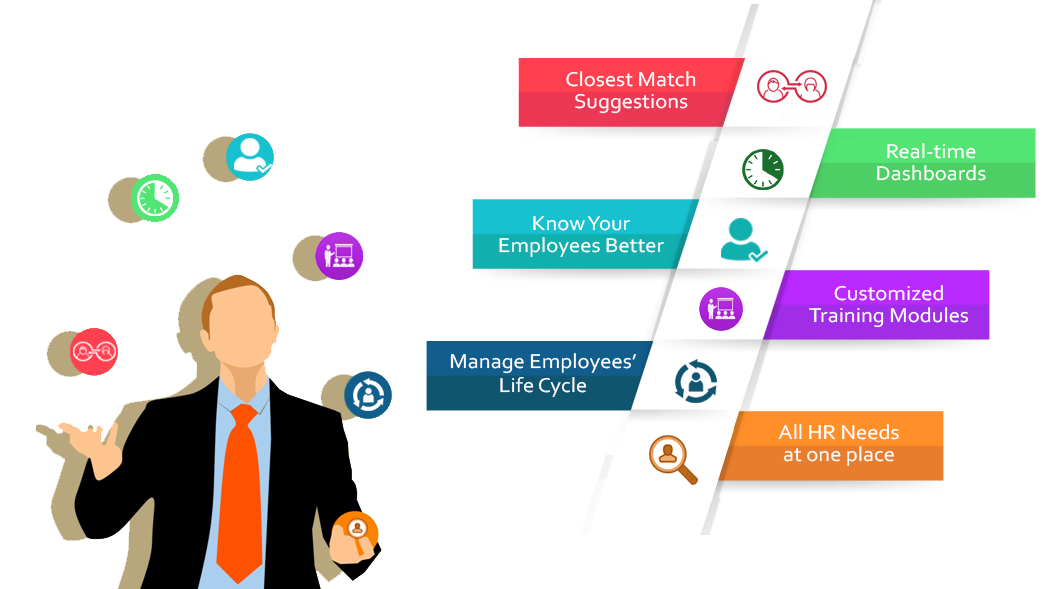 Closest Match
Suggestions
Real-time
Dashboards
Know Your
Employees Better
Customized
Training Modules
Manage Employees’
Life Cycle
All HR Needs
at one place